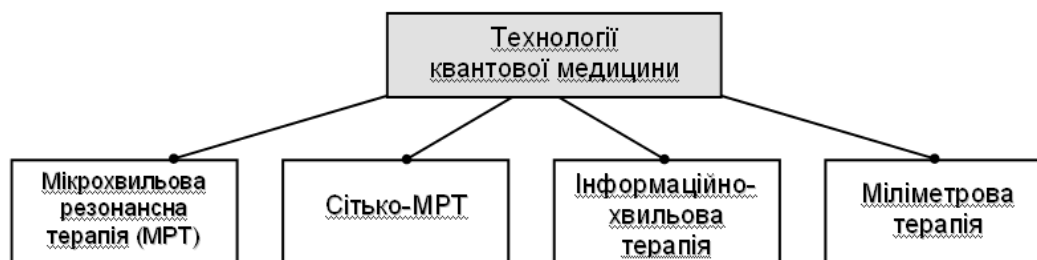 Технології
квантової медицини
Мікрохвильова
резонансна
терапія (МРТ)
Сітько-МРТ
Інформаційно-
хвильова
терапія
Міліметрова
терапія